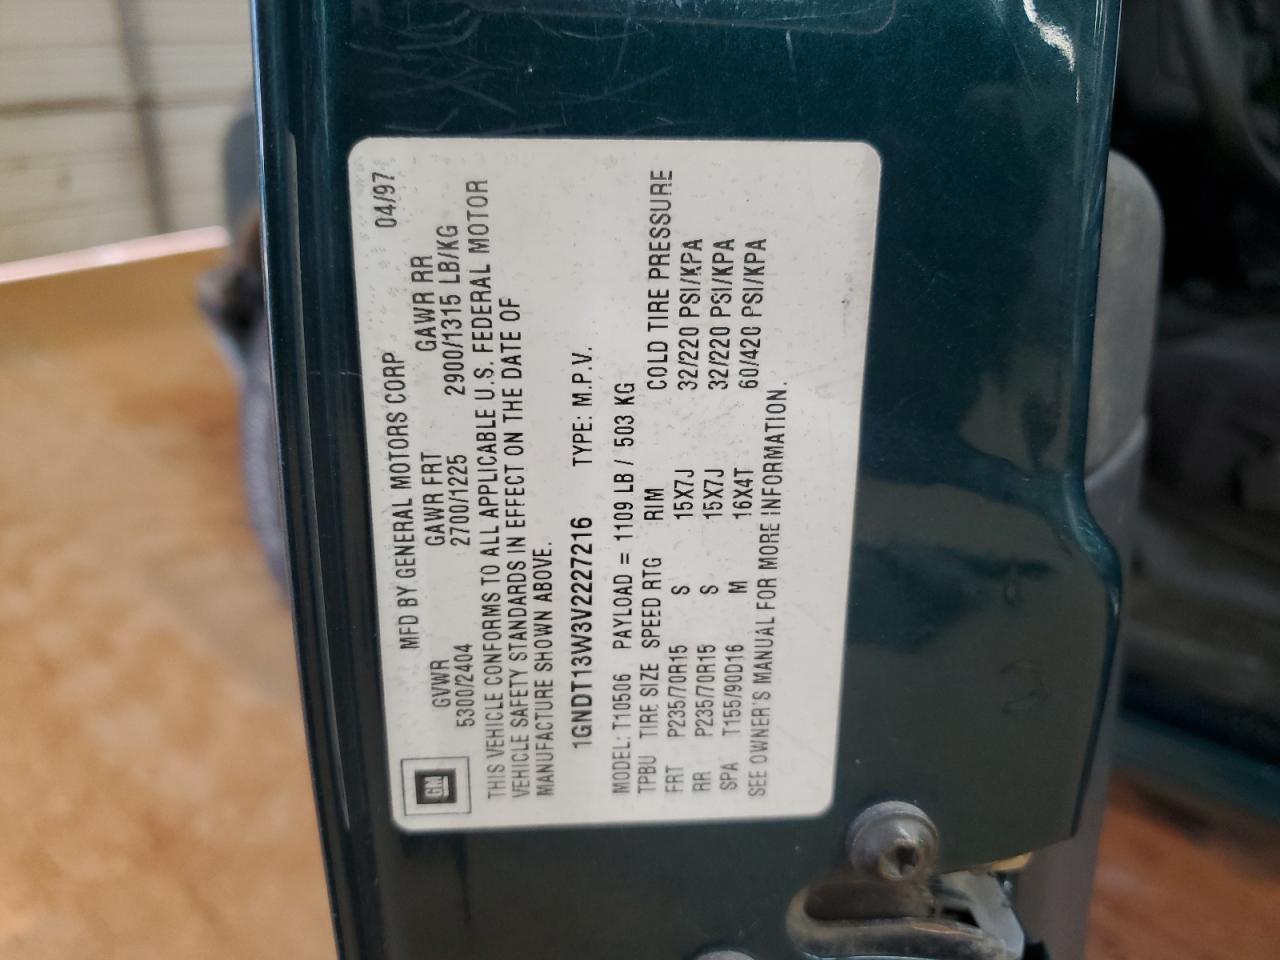 GM
MFD BY GENERAL MOTORS CORP 04/97
GVWR GAWR FRT GAWR RR
5300/2404 2700/1225 2900/1315 LB/KG
THIS VEHICLE CONFORMS TO ALL APPLICABLE U.S. FEDERAL MOTOR
VEHICLE SAFETY STANDARDS IN EFFECT ON THE DATE OF
MANUFACTURE SHOWN ABOVE.
1GNDT13W3V2227216 TYPE: M.P.V.
MODEL: T10506 PAYLOAD = 1109 LB / 503 KG
TPBU TIRE SIZE SPEED RTG RIM COLD TIRE PRESSURE
FRT P235/70R15 S 15X7J 32/220 PSI/KPA
RR P235/70R15 S 15X7J 32/220 PSI/KPA
SPA T155/90D16 M 16X4T 60/420 PSI/KPA
SEE OWNER'S MANUAL FOR MORE INFORMATION.